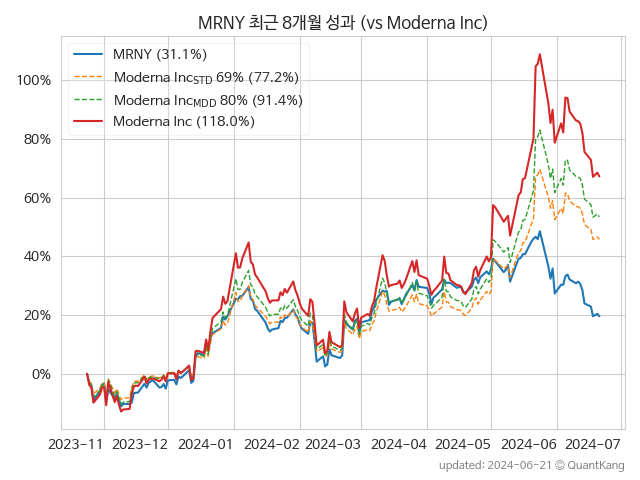 MRNY 최근 8개월 성과 (vs Moderna Inc)
MRNY (31.1%)
Moderna IncSTD 69% (77.2%)
Moderna IncMDD 80% (91.4%)
Moderna Inc (118.0%)
100%
80%
60%
40%
20%
0%
2023-11 2023-12 2024-01 2024-02 2024-03 2024-04 2024-05 2024-06 2024-07
updated: 2024-06-21 @ QuantKang